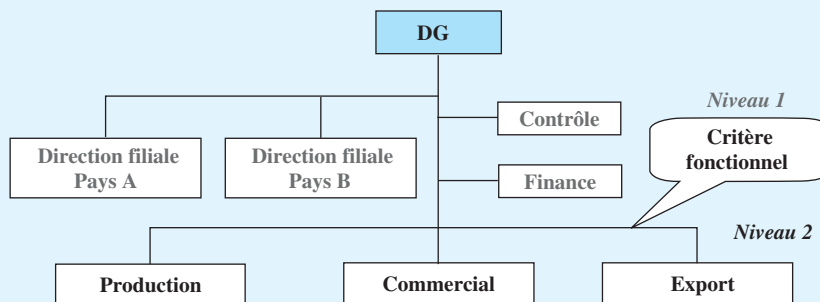 DG
Niveau 1
Contrôle
Critère
fonctionnel
Direction filiale
Pays A
Direction filiale
Pays B
Finance
Niveau 2
Production
Commercial
Export